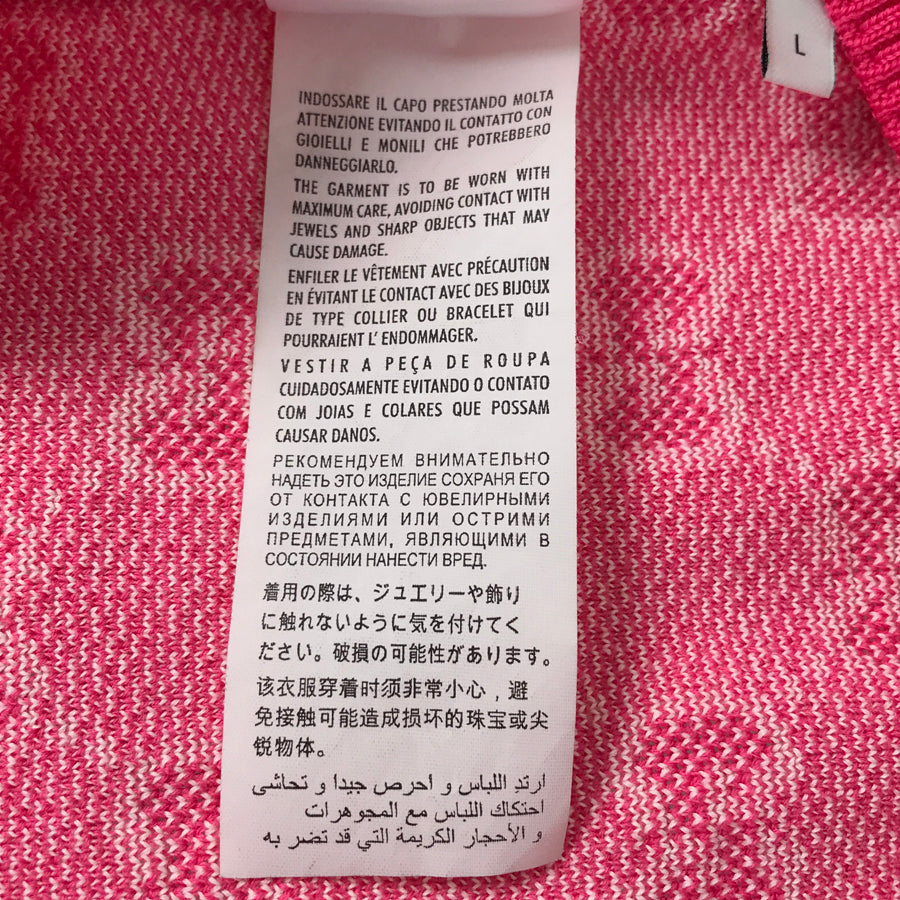 L
INDOSSARE IL CAPO PRESTANDO MOLTA
ATTENZIONE EVITANDO IL CONTATTO CON
GIOIELLI E MONILI CHE POTREBBERO
DANNEGGIARLO.
THE GARMENT IS TO BE WORN WITH
MAXIMUM CARE, AVOIDING CONTACT WITH
JEWELS AND SHARP OBJECTS THAT MAY
CAUSE DAMAGE.
ENFILER LE VÊTEMENT AVEC PRÉCAUTION
EN ÉVITANT LE CONTACT AVEC DES BIJOUX
DE TYPE COLLIER OU BRACELET QUI
POURRAIENT L' ENDOMMAGER.
VESTIR A PEÇA DE ROUPA
CUIDADOSAMENTE EVITANDO O CONTATO
COM JOIAS E COLARES QUE POSSAM
CAUSAR DANOS.
РЕКОМЕНДУЕМ ВНИМАТЕЛЬНО
НАДЕТЬ ЭТО ИЗДЕЛИЕ СОХРАНЯ ЕГО
ОТ КОНТАКТА С ЮВЕЛИРНЫМИ
ИЗДЕЛИЯМИ ИЛИ ОСТРИМИ
ПРЕДМЕТАМИ, ЯВЛЯЮЩИМИ В
СОСТОЯНИИ НАНЕСТИ ВРЕД.
着用の際は、ジュエリーや飾り
に触れないように気を付けてく
ださい。破損の可能性があります。
该衣服穿着时须非常小心，避
免接触可能造成损坏的珠宝或尖
锐物体。
ارتدِ اللباس و احرص جيدا و تحاشى
احتكاك اللباس مع المجوهرات
و الأحجار الكريمة التي قد تضر به